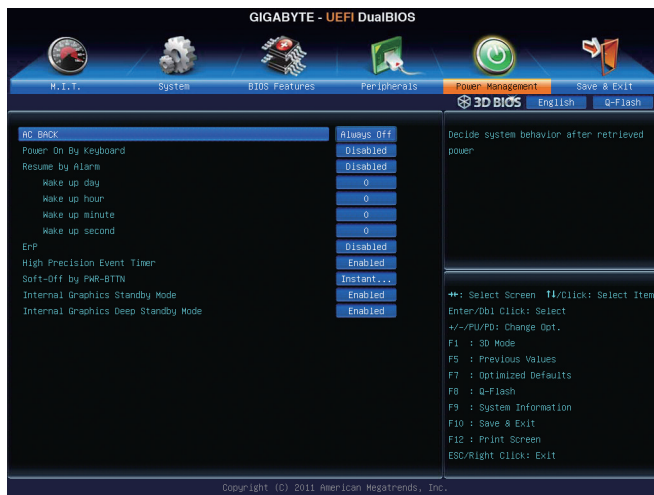 GIGABYTE - UEFI DualBIOS
M.I.T. System BIOS Features Peripherals Power Management Save & Exit
3D BIOS English Q-Flash
AC BACK Always Off
Power On By Keyboard Disabled
Resume by Alarm Disabled
Wake up day 0
Wake up hour 0
Wake up minute 0
Wake up second 0
ErP Disabled
High Precision Event Timer Enabled
Soft-Off by PWR-BTTN Instant...
Internal Graphics Standby Mode Enabled
Internal Graphics Deep Standby Mode Enabled
Decide system behavior after retrieved
power
→←: Select Screen ↑↓/Click: Select Item
Enter/Dbl Click: Select
+/-/PU/PD: Change Opt.
F1 : 3D Mode
F5 : Previous Values
F7 : Optimized Defaults
F8 : Q-Flash
F9 : System Information
F10 : Save & Exit
F12 : Print Screen
ESC/Right Click: Exit
Copyright (C) 2011 American Megatrends, Inc.